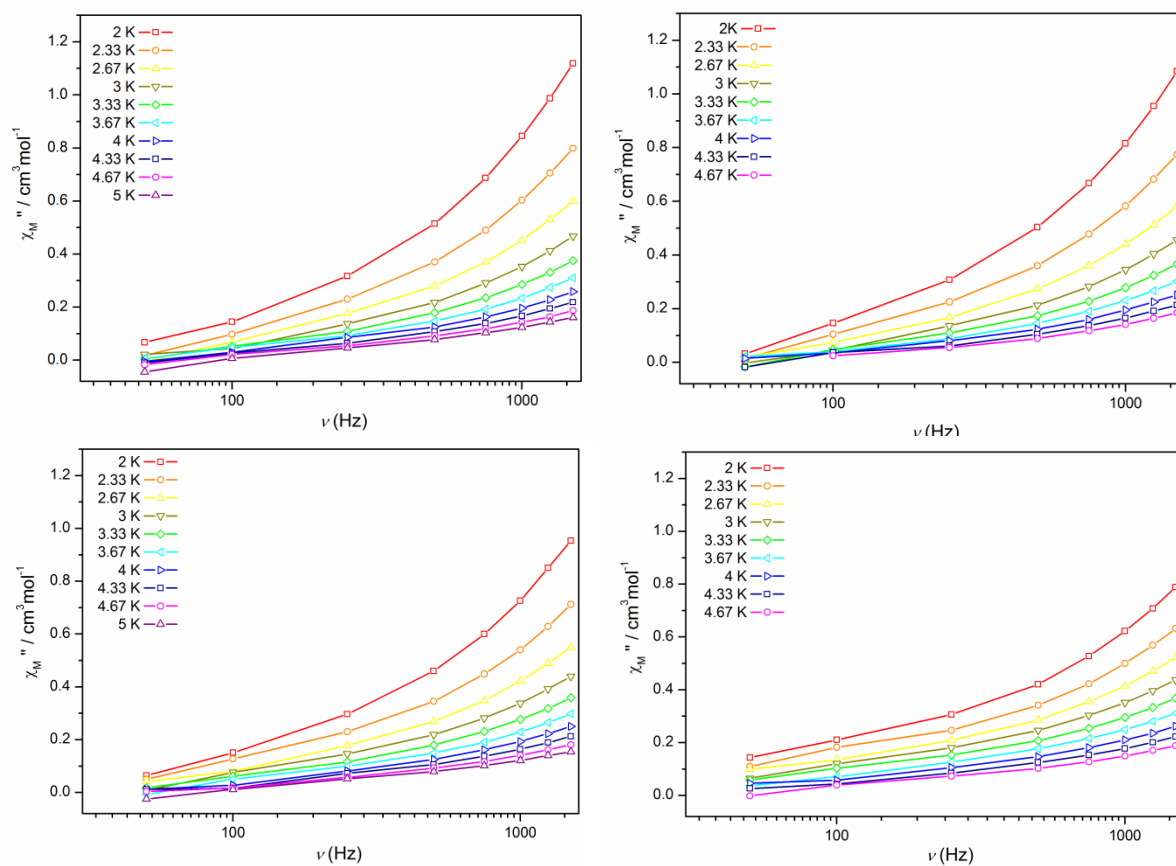 1.2
1.0
0.8
0.6
0.4
0.2
0.0
χM'' / cm³mol⁻¹
2 K
2.33 K
2.67 K
3 K
3.33 K
3.67 K
4 K
4.33 K
4.67 K
5 K
100
1000
ν (Hz)
1.2
1.0
0.8
0.6
0.4
0.2
0.0
χM'' / cm³mol⁻¹
2K
2.33 K
2.67 K
3 K
3.33 K
3.67 K
4 K
4.33 K
4.67 K
100
1000
ν (Hz)
1.2
1.0
0.8
0.6
0.4
0.2
0.0
χM'' / cm³mol⁻¹
2 K
2.33 K
2.67 K
3 K
3.33 K
3.67 K
4 K
4.33 K
4.67 K
5 K
100
1000
ν (Hz)
1.2
1.0
0.8
0.6
0.4
0.2
0.0
χM'' / cm³mol⁻¹
2 K
2.33 K
2.67 K
3 K
3.33 K
3.67 K
4 K
4.33 K
4.67 K
100
1000
ν (Hz)